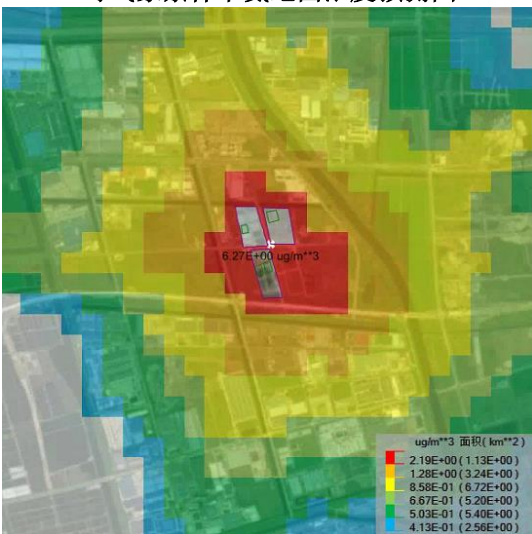 6.27E+00 ug/m**3
ug/m**3 面积( km**2)
2.19E+00 ( 1.13E+00)
1.28E+00 ( 3.24E+00)
8.58E-01 ( 6.72E+00)
6.67E-01 ( 5.20E+00)
5.03E-01 ( 5.40E+00)
4.13E-01 ( 2.56E+00)